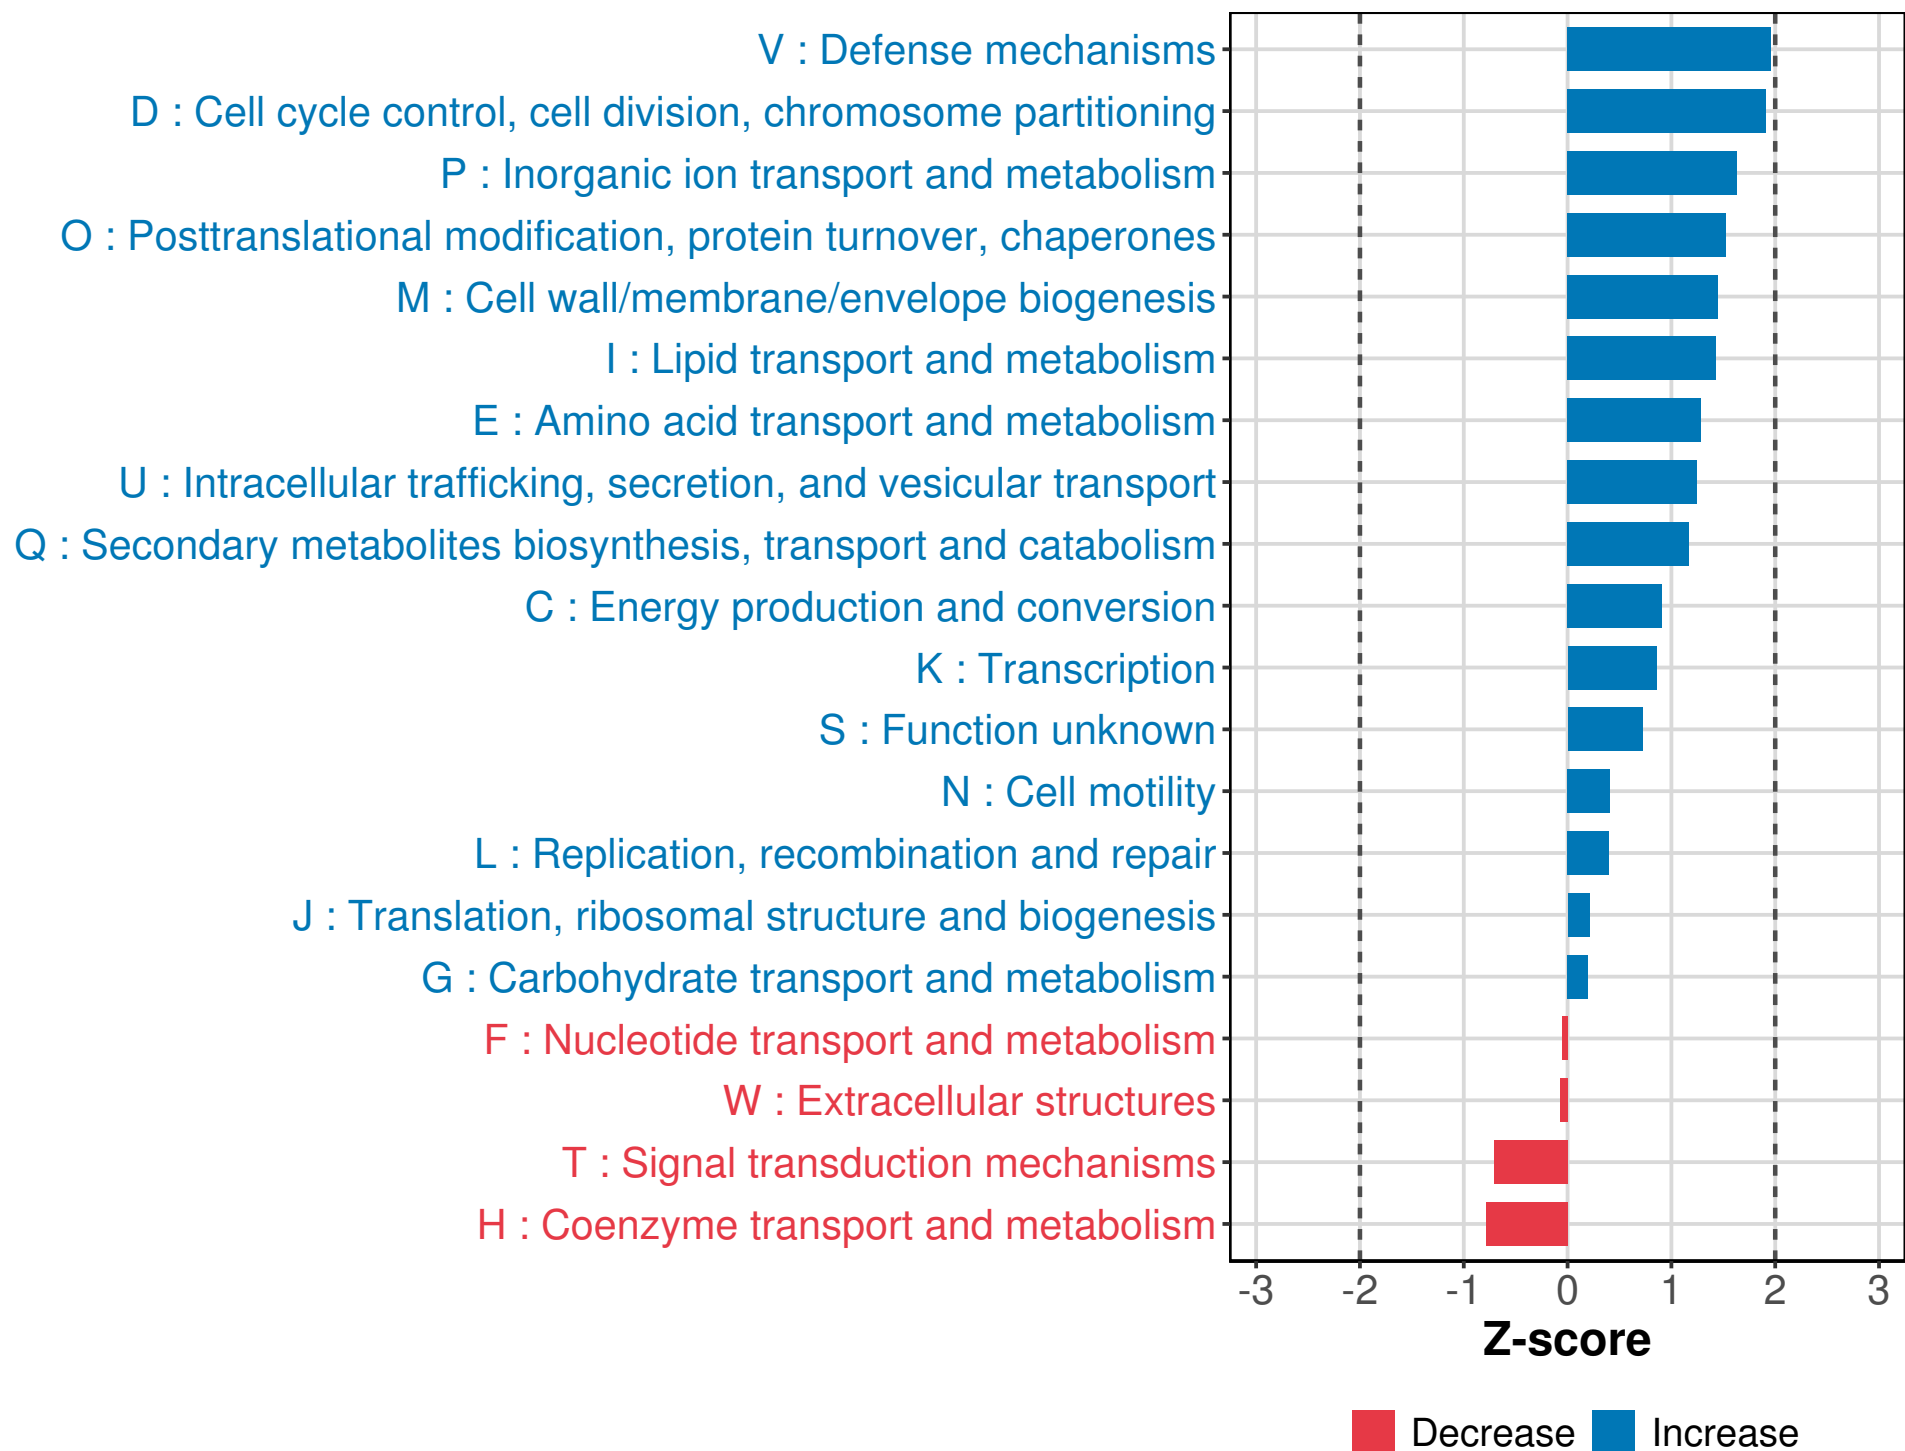 V : Defense mechanisms
D : Cell cycle control, cell division, chromosome partitioning
P : Inorganic ion transport and metabolism
O : Posttranslational modification, protein turnover, chaperones
M : Cell wall/membrane/envelope biogenesis
I : Lipid transport and metabolism
E : Amino acid transport and metabolism
U : Intracellular trafficking, secretion, and vesicular transport
Q : Secondary metabolites biosynthesis, transport and catabolism
C : Energy production and conversion
K : Transcription
S : Function unknown
N : Cell motility
L : Replication, recombination and repair
J : Translation, ribosomal structure and biogenesis
G : Carbohydrate transport and metabolism
F : Nucleotide transport and metabolism
W : Extracellular structures
T : Signal transduction mechanisms
H : Coenzyme transport and metabolism
-3 -2 -1 0 1 2 3
Z-score
Decrease Increase